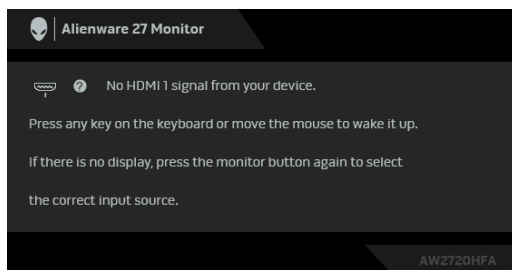 Alienware 27 Monitor
No HDMI 1 signal from your device.
Press any key on the keyboard or move the mouse to wake it up.
If there is no display, press the monitor button again to select
the correct input source.
AW2720HFA